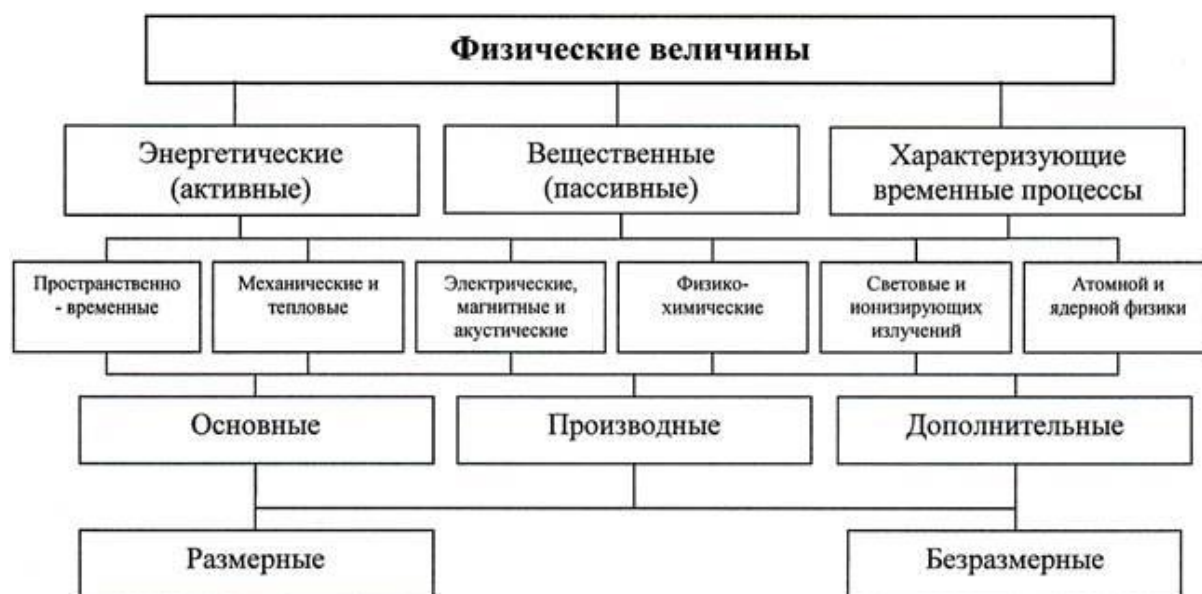 Физические величины
Энергетические
(активные)
Вещественные
(пассивные)
Характеризующие
временные процессы
Пространственно
- временные
Механические и
тепловые
Электрические,
магнитные и
акустические
Физико-
химические
Световые и
ионизирующих
излучений
Атомной и
ядерной физики
Основные
Производные
Дополнительные
Размерные
Безразмерные